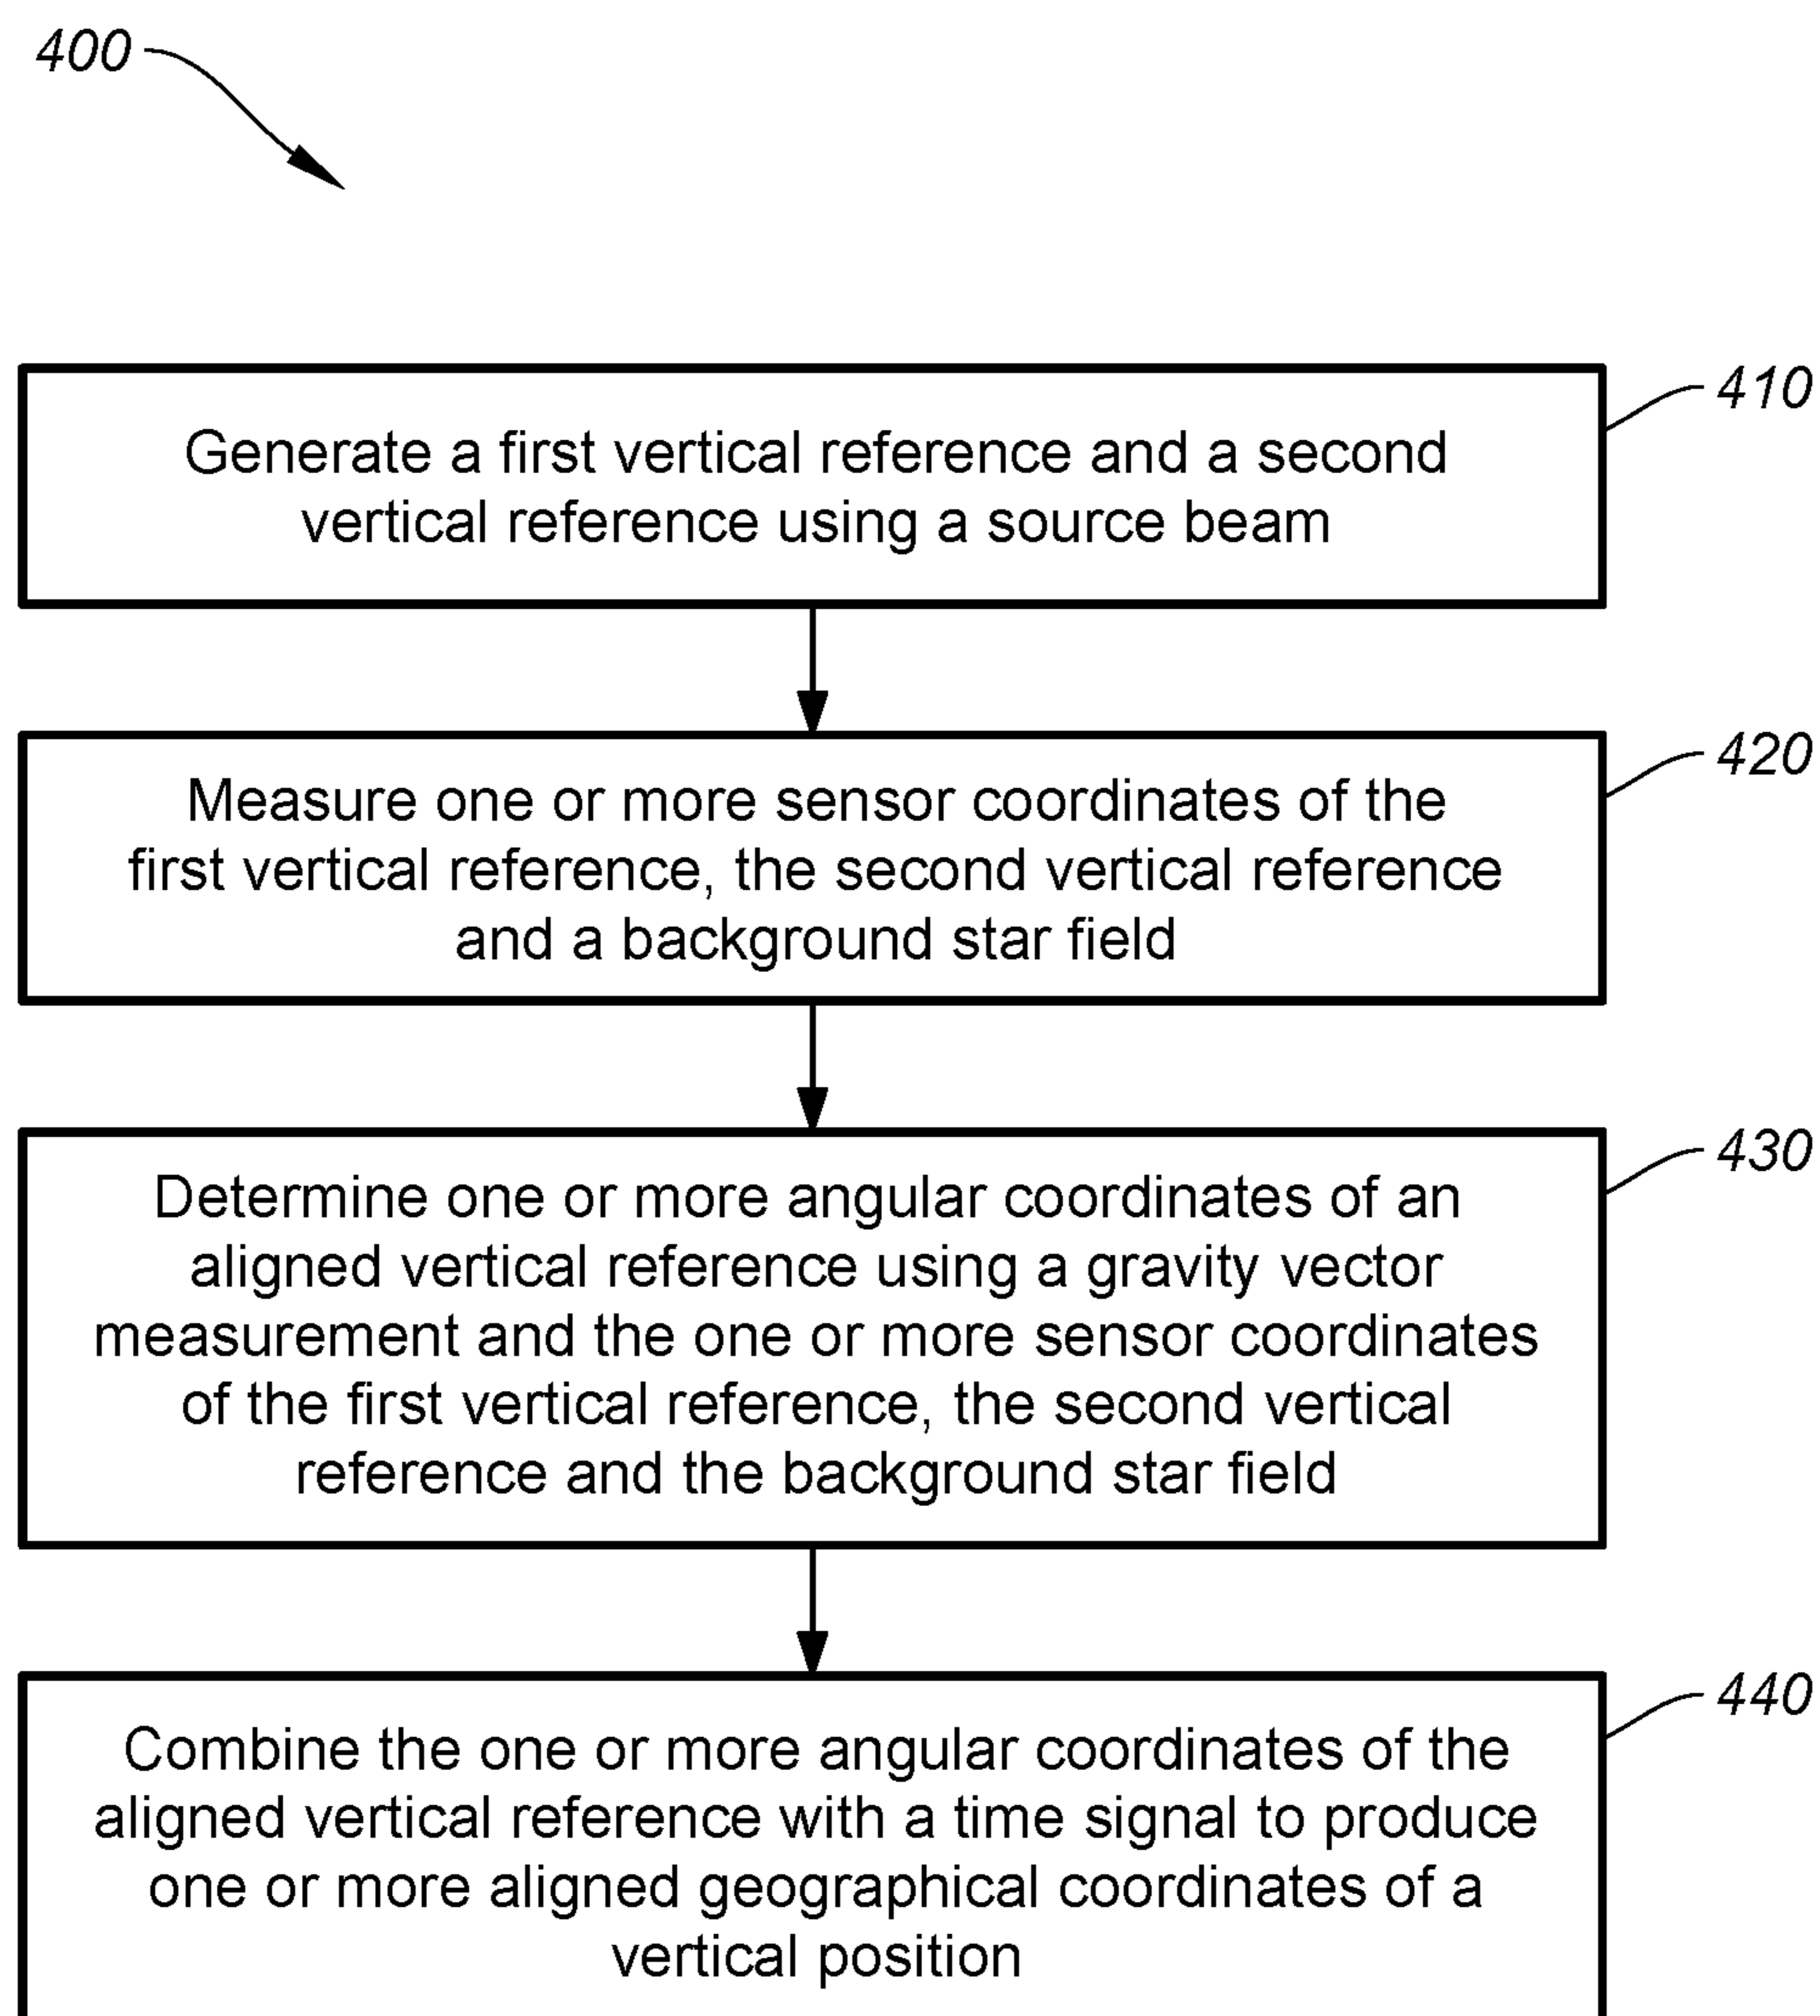 400
410
Generate a first vertical reference and a second
vertical reference using a source beam
420
Measure one or more sensor coordinates of the
first vertical reference, the second vertical reference
and a background star field
430
Determine one or more angular coordinates of an
aligned vertical reference using a gravity vector
measurement and the one or more sensor coordinates
of the first vertical reference, the second vertical
reference and the background star field
440
Combine the one or more angular coordinates of the
aligned vertical reference with a time signal to produce
one or more aligned geographical coordinates of a
vertical position